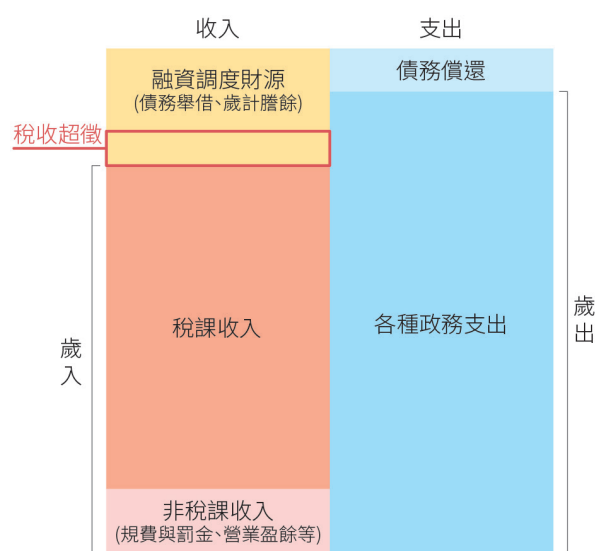 收入
支出
融資調度財源
(債務舉借、歲計謄餘)
債務償還
稅收超徵
稅課收入
各種政務支出
歲入
歲出
非稅課收入
(規費與罰金、營業盈餘等)